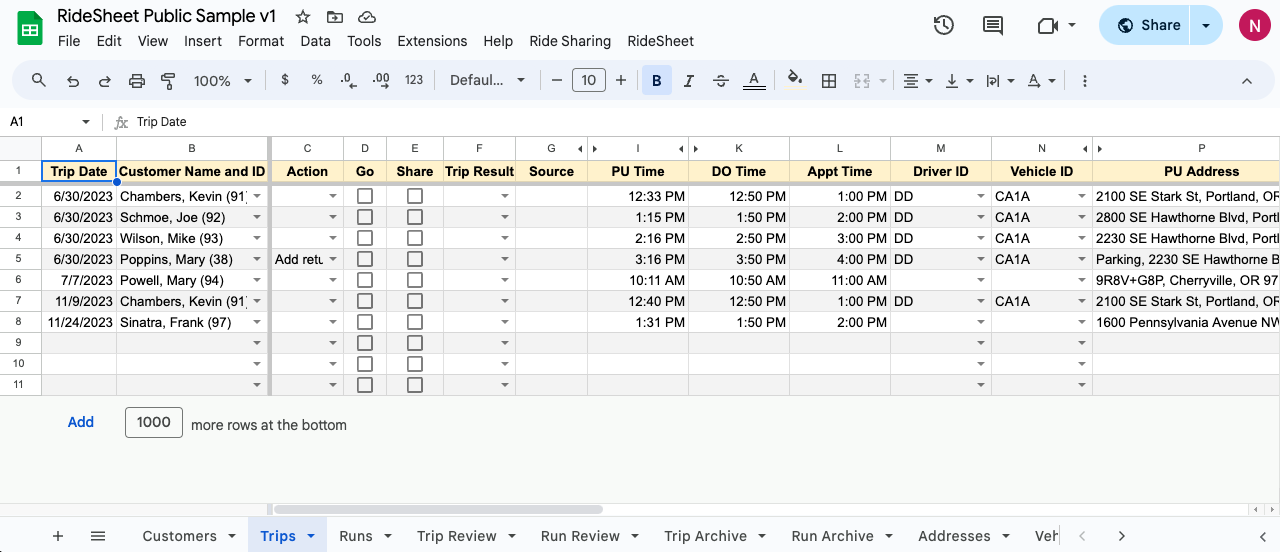 RideSheet Public Sample v1
File Edit View Insert Format Data Tools Extensions Help Ride Sharing RideSheet
Share
N
100% $ % .0 .00 123 Defaul... 10 B I S A
A1 fx Trip Date
A B C D E F G I K L M N P
1 Trip Date Customer Name and ID Action Go Share Trip Result Source PU Time DO Time Appt Time Driver ID Vehicle ID PU Address
2 6/30/2023 Chambers, Kevin (91) 12:33 PM 12:50 PM 1:00 PM DD CA1A 2100 SE Stark St, Portland, OR
3 6/30/2023 Schmoe, Joe (92) 1:15 PM 1:50 PM 2:00 PM DD CA1A 2800 SE Hawthorne Blvd, Portl
4 6/30/2023 Wilson, Mike (93) 2:16 PM 2:50 PM 3:00 PM DD CA1A 2230 SE Hawthorne Blvd, Portl
5 6/30/2023 Poppins, Mary (38) Add retu 3:16 PM 3:50 PM 4:00 PM DD CA1A Parking, 2230 SE Hawthorne B
6 7/7/2023 Powell, Mary (94) 10:11 AM 10:50 AM 11:00 AM 9R8V+G8P, Cherryville, OR 97
7 11/9/2023 Chambers, Kevin (91) 12:40 PM 12:50 PM 1:00 PM DD CA1A 2100 SE Stark St, Portland, OR
8 11/24/2023 Sinatra, Frank (97) 1:31 PM 1:50 PM 2:00 PM 1600 Pennsylvania Avenue NW
9
10
11
Add 1000 more rows at the bottom
Customers Trips Runs Trip Review Run Review Trip Archive Run Archive Addresses Veh